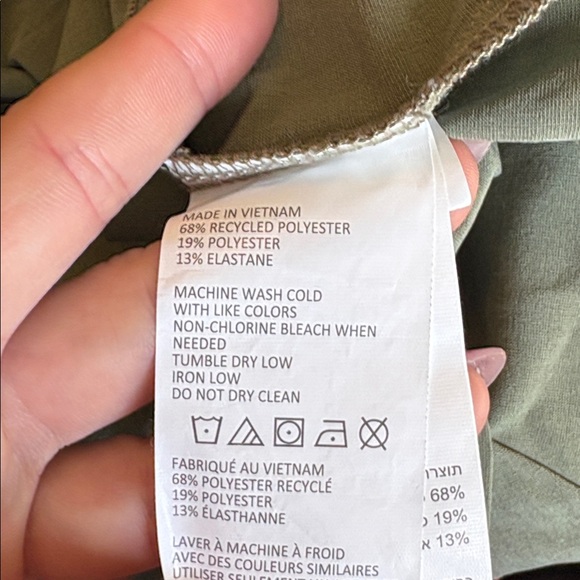 MADE IN VIETNAM
68% RECYCLED POLYESTER
19% POLYESTER
13% ELASTANE
MACHINE WASH COLD
WITH LIKE COLORS
NON-CHLORINE BLEACH WHEN
NEEDED
TUMBLE DRY LOW
IRON LOW
DO NOT DRY CLEAN
FABRIQUÉ AU VIETNAM
68% POLYESTER RECYCLÉ
19% POLYESTER
13% ÉLASTHANNE
LAVER À MACHINE À FROID
AVEC DES COULEURS SIMILAIRES
UTILISER SEULEMENT
68%
19%
13%